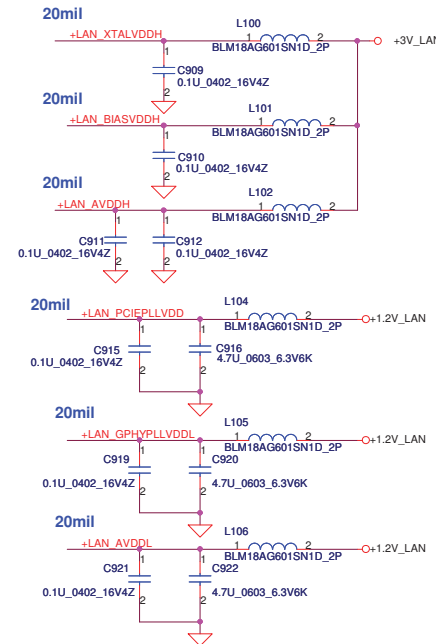 20mil
L100
+LAN_XTALVDDH
1
2
+3V_LAN
BLM18AG601SN1D_2P
1
C909
0.1U_0402_16V4Z
2
20mil
L101
+LAN_BIASVDDH
1
2
BLM18AG601SN1D_2P
1
C910
0.1U_0402_16V4Z
2
20mil
L102
+LAN_AVDDH
1
2
BLM18AG601SN1D_2P
1
1
C911
C912
0.1U_0402_16V4Z
0.1U_0402_16V4Z
2
2
20mil
L104
+LAN_PCIEPLLVDD
1
2
+1.2V_LAN
BLM18AG601SN1D_2P
1
1
C915
C916
0.1U_0402_16V4Z
4.7U_0603_6.3V6K
2
2
20mil
L105
+LAN_GPHYPLLVDDL
1
2
+1.2V_LAN
BLM18AG601SN1D_2P
1
1
C919
C920
0.1U_0402_16V4Z
4.7U_0603_6.3V6K
2
2
20mil
L106
+LAN_AVDDL
1
2
+1.2V_LAN
BLM18AG601SN1D_2P
1
1
C921
C922
0.1U_0402_16V4Z
4.7U_0603_6.3V6K
2
2